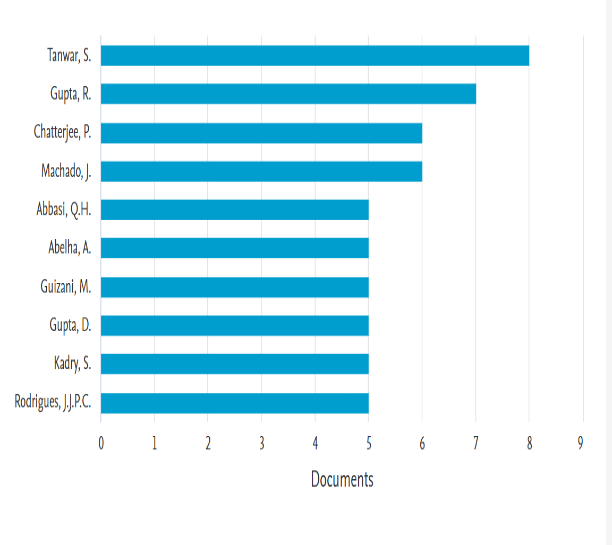 Tanwar, S.
Gupta, R.
Chatterjee, P.
Machado, J.
Abbasi, Q.H.
Abelha, A.
Guizani, M.
Gupta, D.
Kadry, S.
Rodrigues, J.J.P.C.
0 1 2 3 4 5 6 7 8 9
Documents